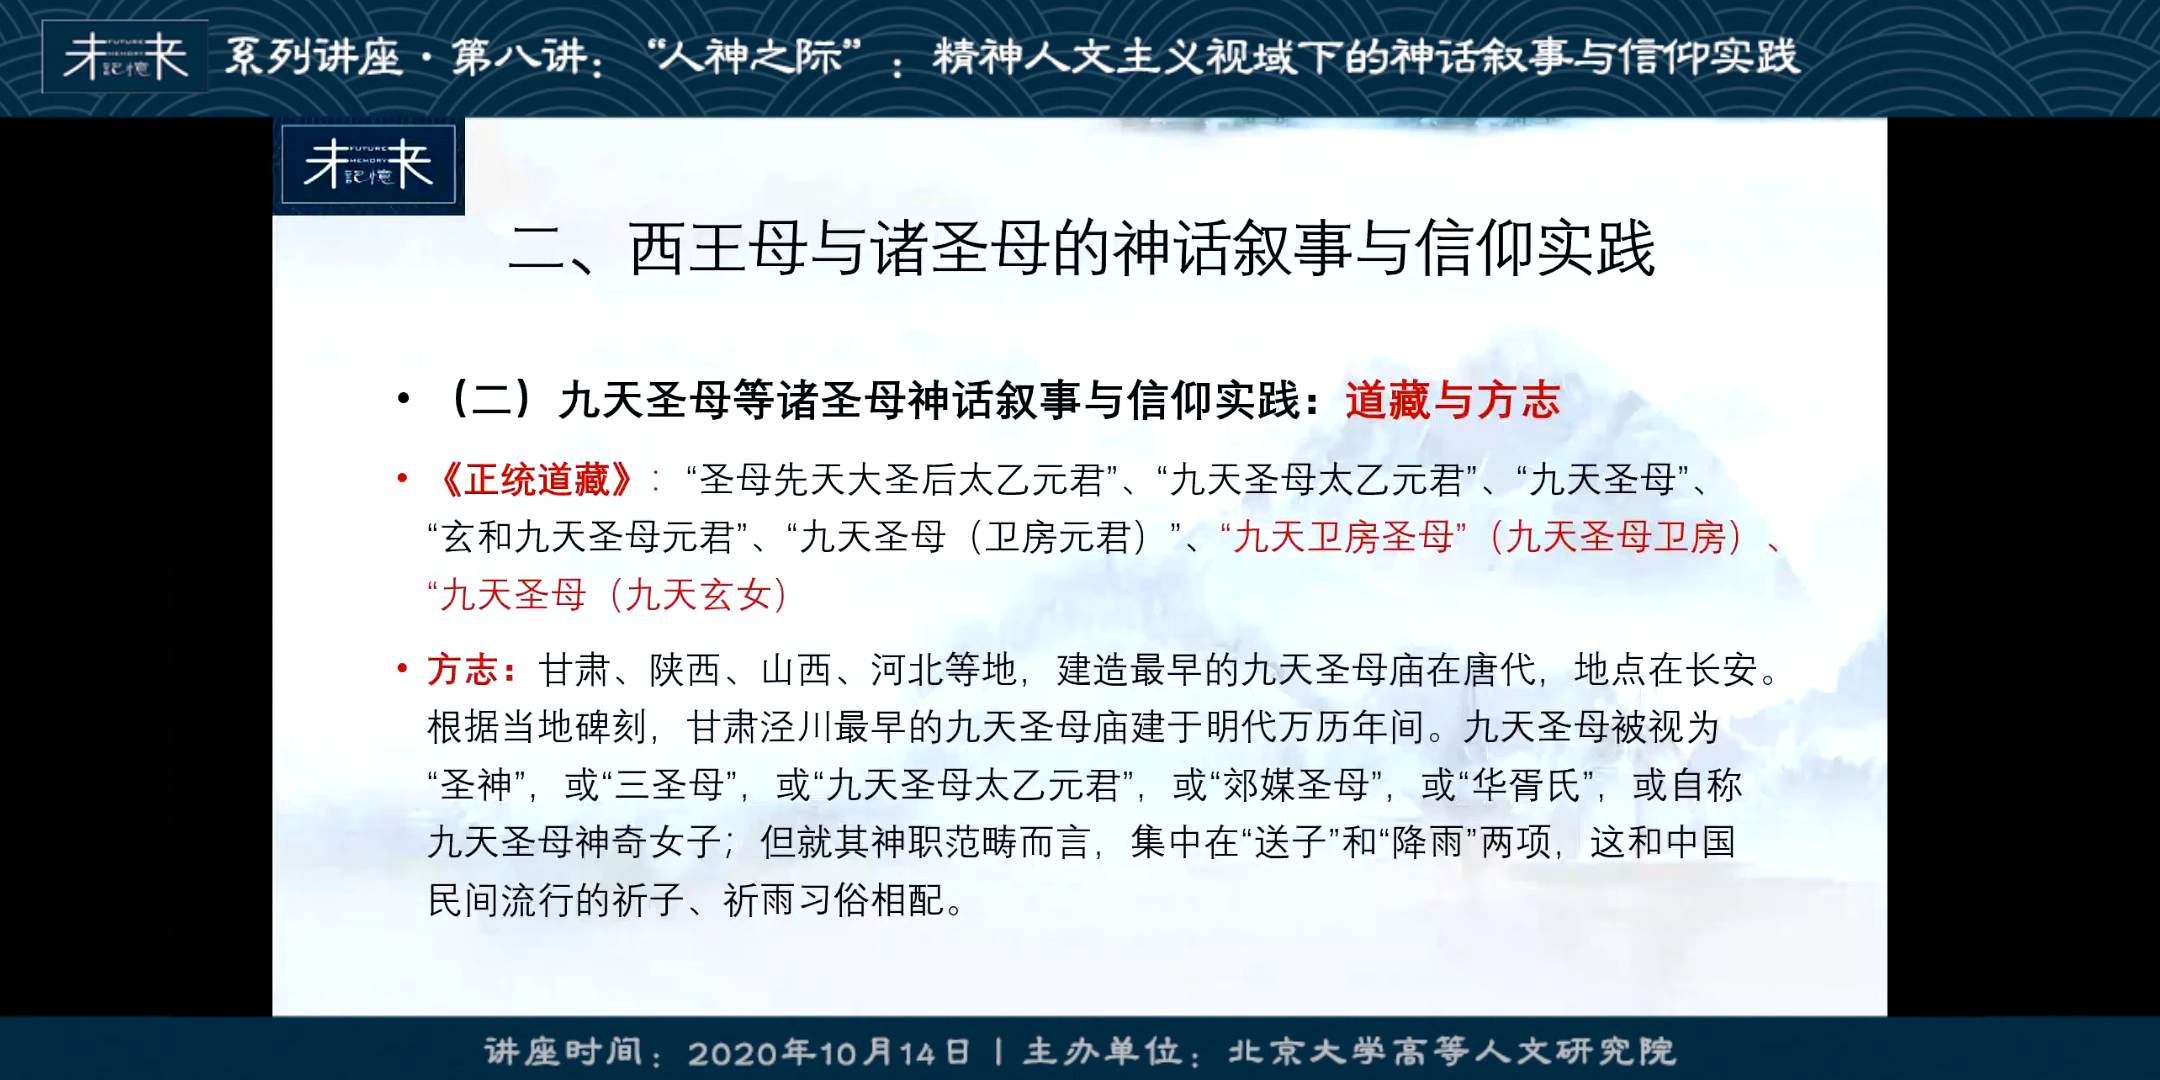 未来
記憶
系列讲座·第八讲：“人神之际”：精神人文主义视域下的神话叙事与信仰实践
未来
FUTURE
MEMORY
記憶
二、西王母与诸圣母的神话叙事与信仰实践
• （二）九天圣母等诸圣母神话叙事与信仰实践：道藏与方志
• 《正统道藏》：“圣母先天大圣后太乙元君”、“九天圣母太乙元君”、“九天圣母”、
“玄和九天圣母元君”、“九天圣母（卫房元君）”、“九天卫房圣母”（九天圣母卫房）、
“九天圣母（九天玄女）
• 方志：甘肃、陕西、山西、河北等地，建造最早的九天圣母庙在唐代，地点在长安。
根据当地碑刻，甘肃泾川最早的九天圣母庙建于明代万历年间。九天圣母被视为
“圣神”，或“三圣母”，或“九天圣母太乙元君”，或“郊媒圣母”，或“华胥氏”，或自称
九天圣母神奇女子；但就其神职范畴而言，集中在“送子”和“降雨”两项，这和中国
民间流行的祈子、祈雨习俗相配。
讲座时间：2020年10月14日丨主办单位：北京大学高等人文研究院